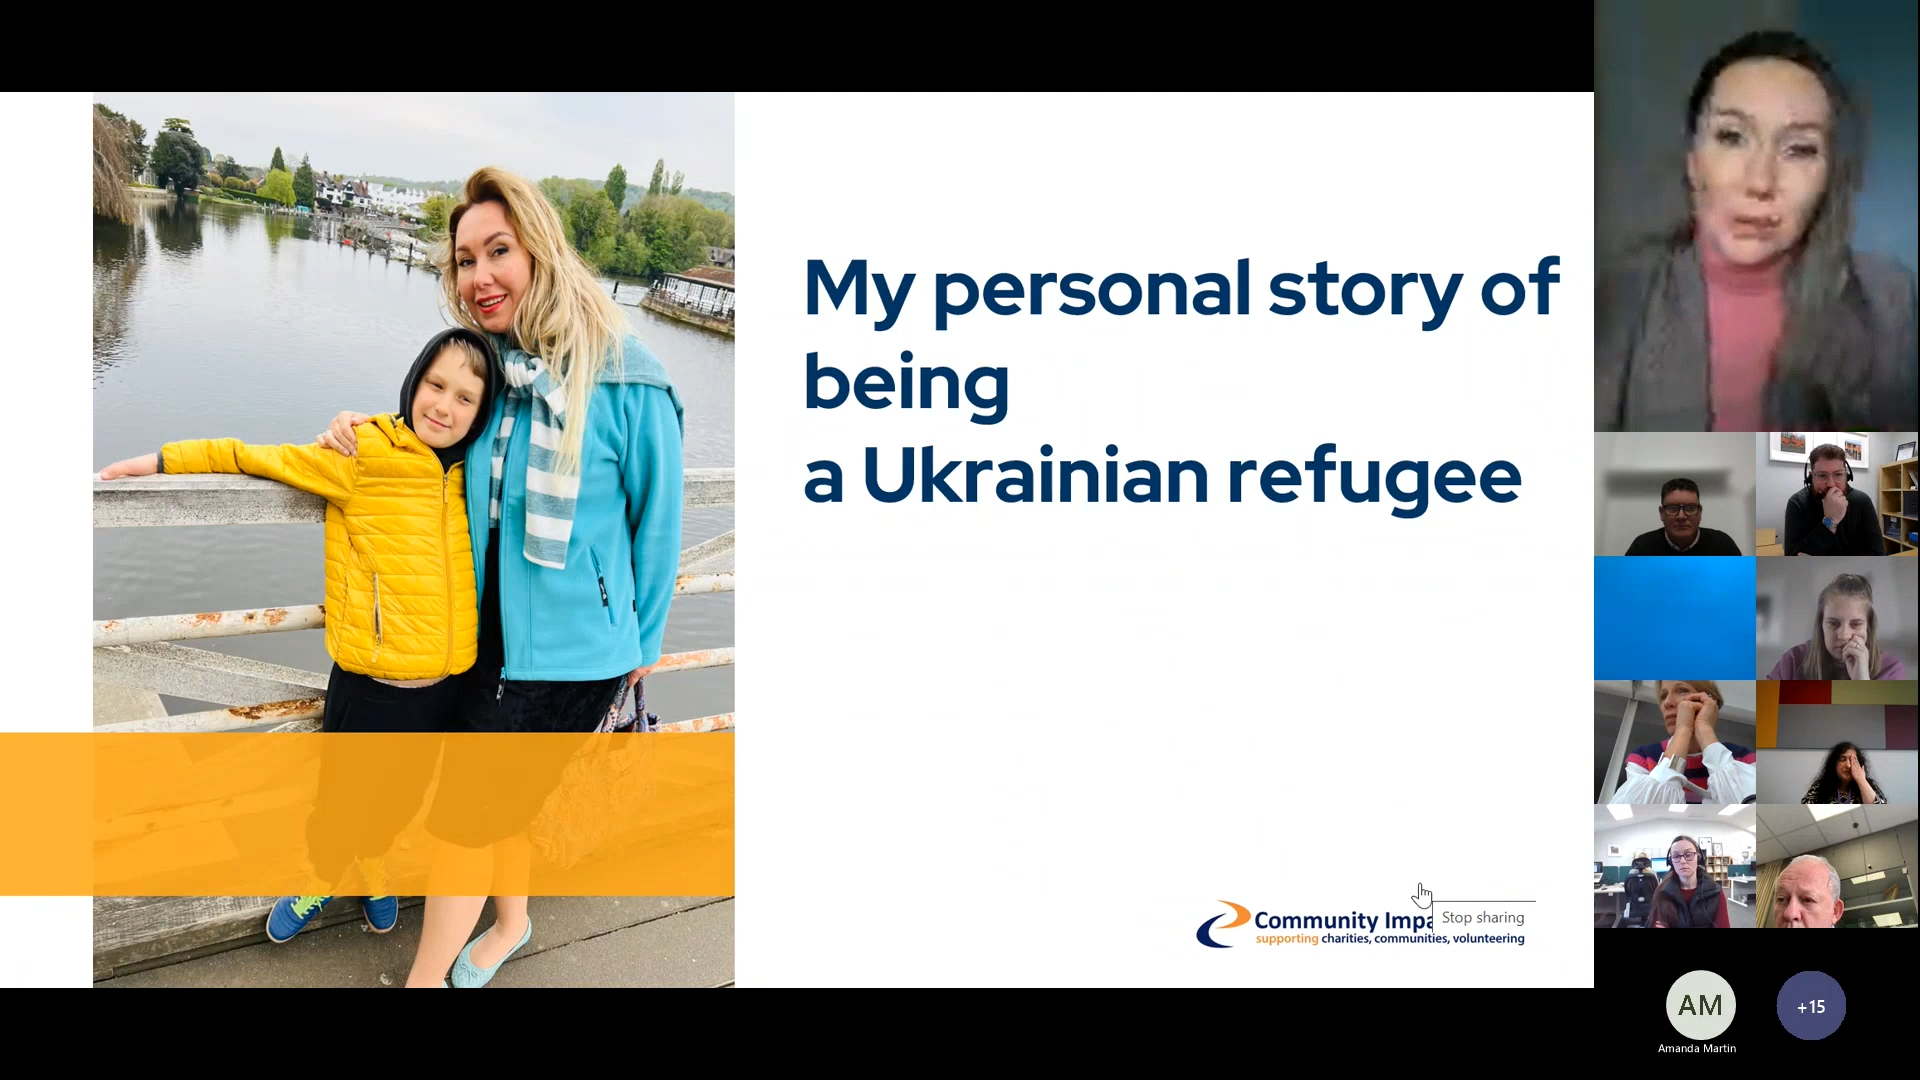 My personal story of
being
a Ukrainian refugee
Community Impa
Stop sharing
supporting charities, communities, volunteering
AM
+15
Amanda Martin